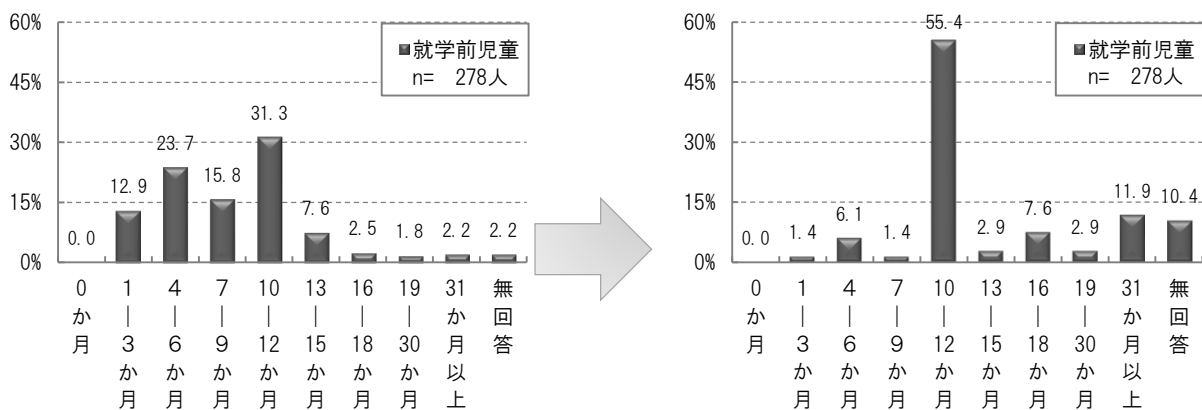 60%
45%
30%
15%
0%
就学前児童
n= 278人
0.0
12.9
23.7
15.8
31.3
7.6
2.5
1.8
2.2
2.2
0か月
1―3か月
4―6か月
7―9か月
10―12か月
13―15か月
16―18か月
19―30か月
31か月以上
無回答
60%
45%
30%
15%
0%
就学前児童
n= 278人
0.0
1.4
6.1
1.4
55.4
2.9
7.6
2.9
11.9
10.4
0か月
1―3か月
4―6か月
7―9か月
10―12か月
13―15か月
16―18か月
19―30か月
31か月以上
無回答